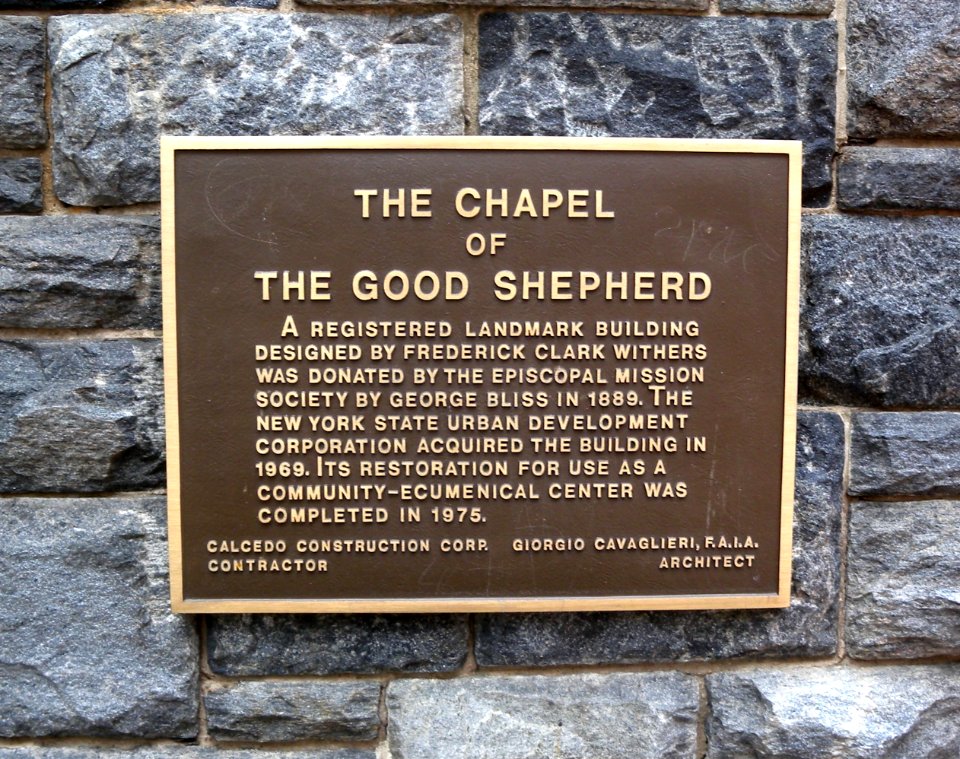 THE CHAPEL
OF
THE GOOD SHEPHERD
A REGISTERED LANDMARK BUILDING
DESIGNED BY FREDERICK CLARK WITHERS
WAS DONATED BY THE EPISCOPAL MISSION
SOCIETY BY GEORGE BLISS IN 1889. THE
NEW YORK STATE URBAN DEVELOPMENT
CORPORATION ACQUIRED THE BUILDING IN
1969. ITS RESTORATION FOR USE AS A
COMMUNITY-ECUMENICAL CENTER WAS
COMPLETED IN 1975.
CALCEDO CONSTRUCTION CORP. GIORGIO CAVAGLIERI, F.A.I.A.
CONTRACTOR ARCHITECT